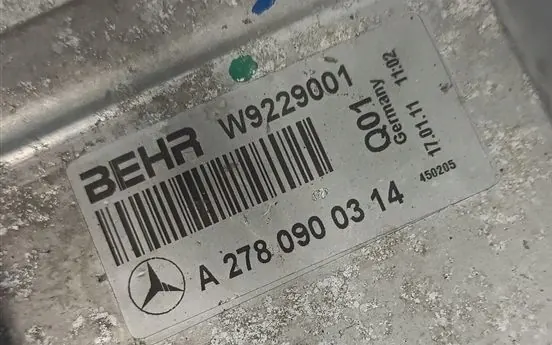 BEHR W9229001
Q01
Germany
17.01.11 11:02
450205
A 278 090 03 14